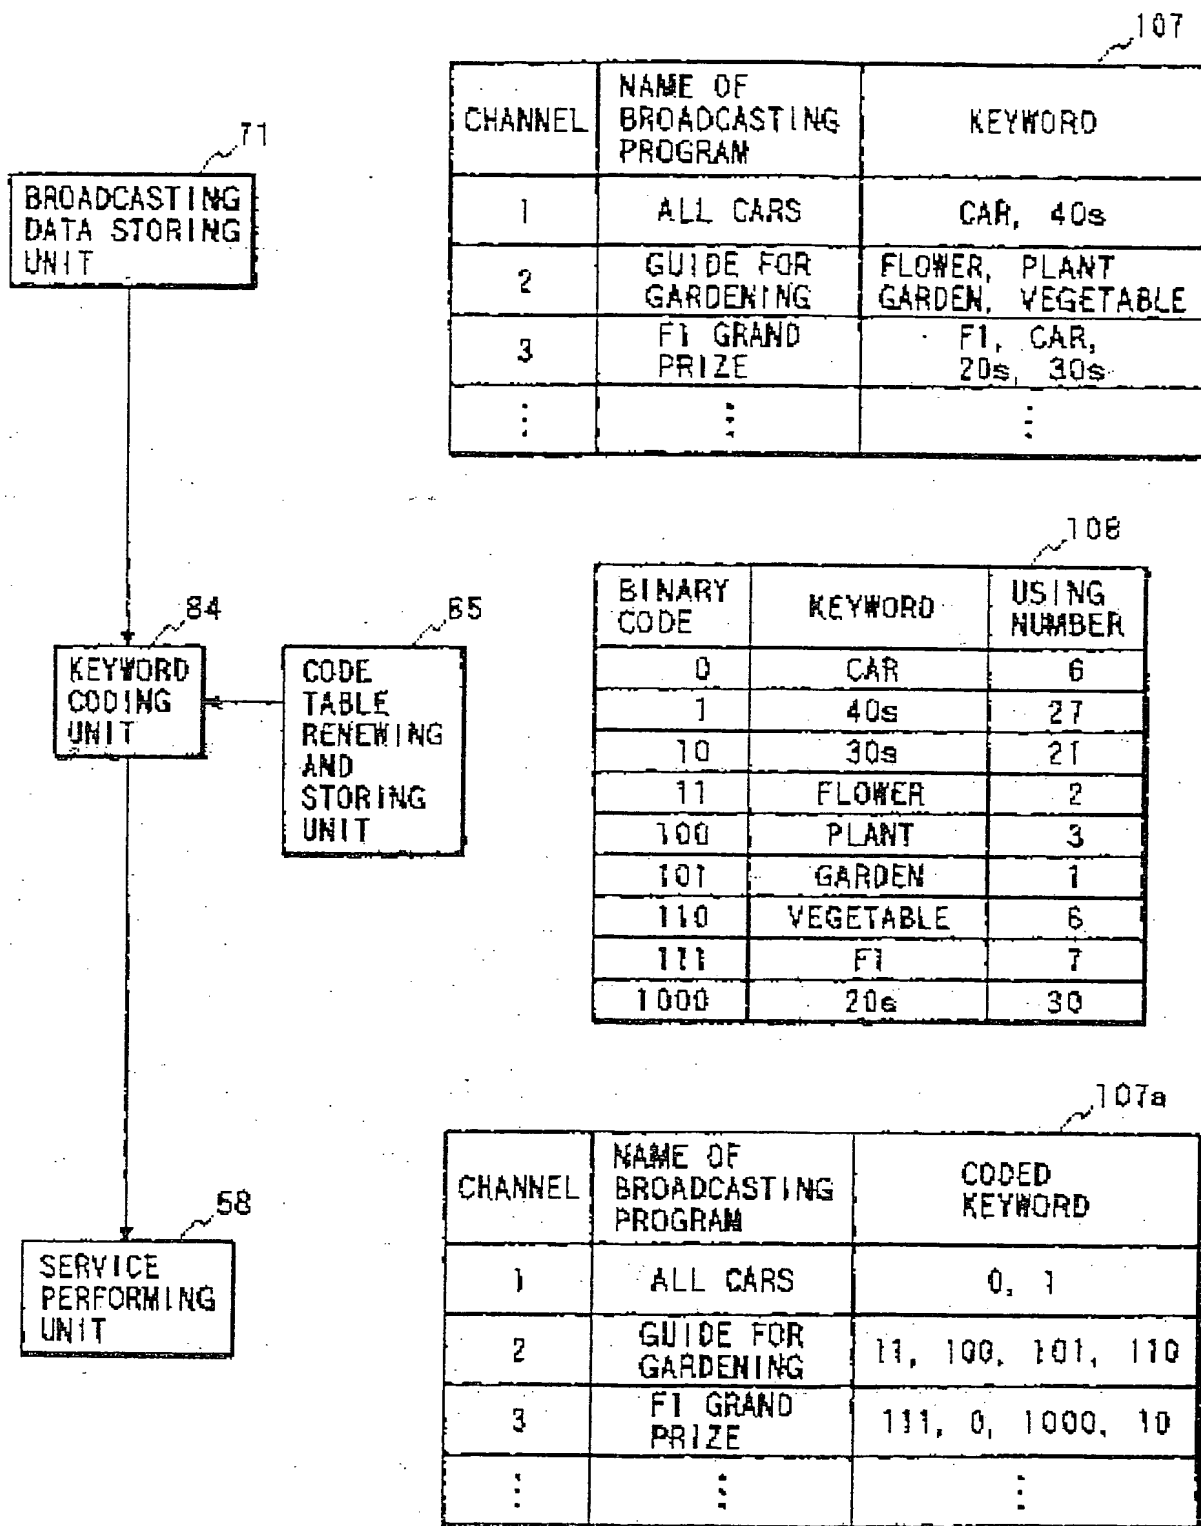 107
CHANNEL
NAME OF
BROADCASTING
PROGRAM
KEYWORD
1
ALL CARS
CAR, 40s
2
GUIDE FOR
GARDENING
FLOWER, PLANT
GARDEN, VEGETABLE
3
F1 GRAND
PRIZE
F1, CAR,
20s, 30s
71
BROADCASTING
DATA STORING
UNIT
84
KEYWORD
CODING
UNIT
85
CODE
TABLE
RENEWING
AND
STORING
UNIT
108
BINARY
CODE
KEYWORD
USING
NUMBER
0
CAR
6
1
40s
27
10
30s
21
11
FLOWER
2
100
PLANT
3
101
GARDEN
1
110
VEGETABLE
6
111
F1
7
1000
20s
30
58
SERVICE
PERFORMING
UNIT
107a
CHANNEL
NAME OF
BROADCASTING
PROGRAM
CODED
KEYWORD
1
ALL CARS
0, 1
2
GUIDE FOR
GARDENING
11, 100, 101, 110
3
F1 GRAND
PRIZE
111, 0, 1000, 10